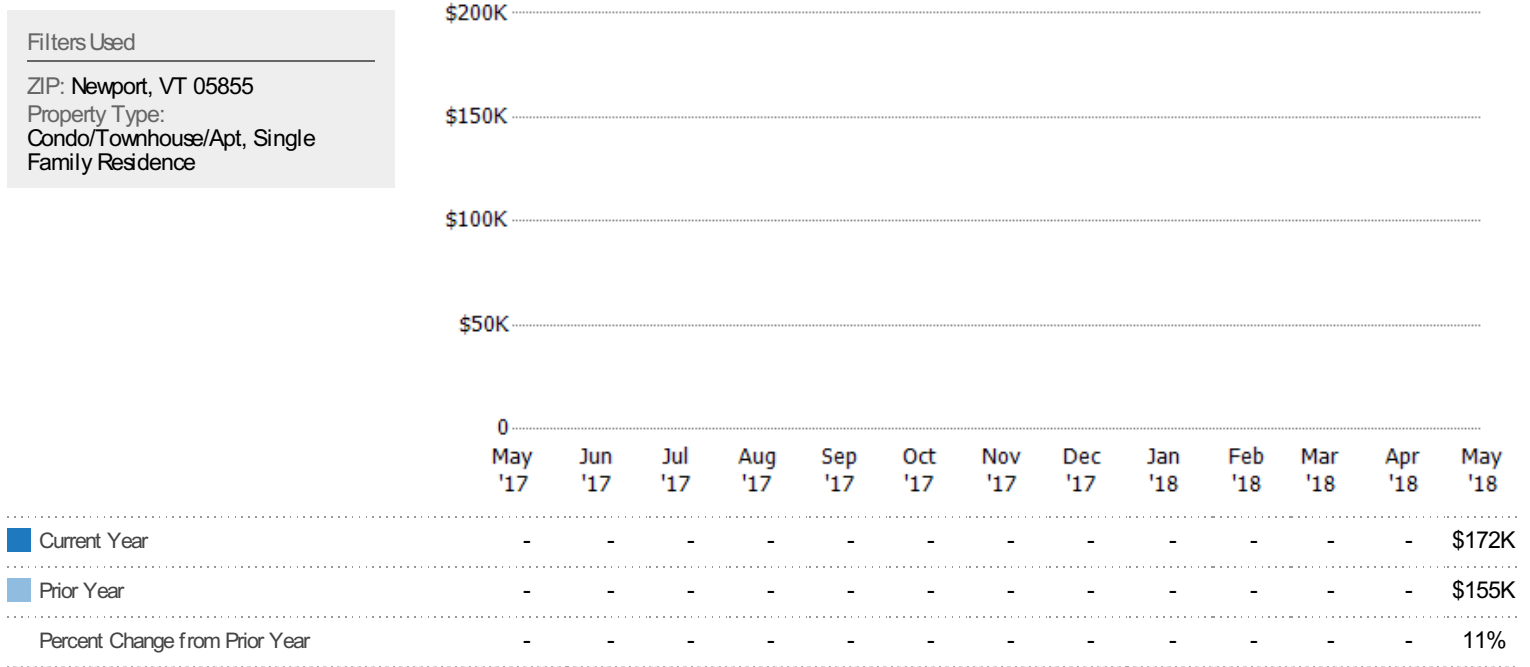 Filters Used
ZIP: Newport, VT 05855
Property Type:
Condo/Townhouse/Apt, Single
Family Residence
$200K
$150K
$100K
$50K
0
May Jun Jul Aug Sep Oct Nov Dec Jan Feb Mar Apr May
'17 '17 '17 '17 '17 '17 '17 '17 '18 '18 '18 '18 '18
Current Year - - - - - - - - - - - - $172K
Prior Year - - - - - - - - - - - - $155K
Percent Change from Prior Year - - - - - - - - - - - - 11%